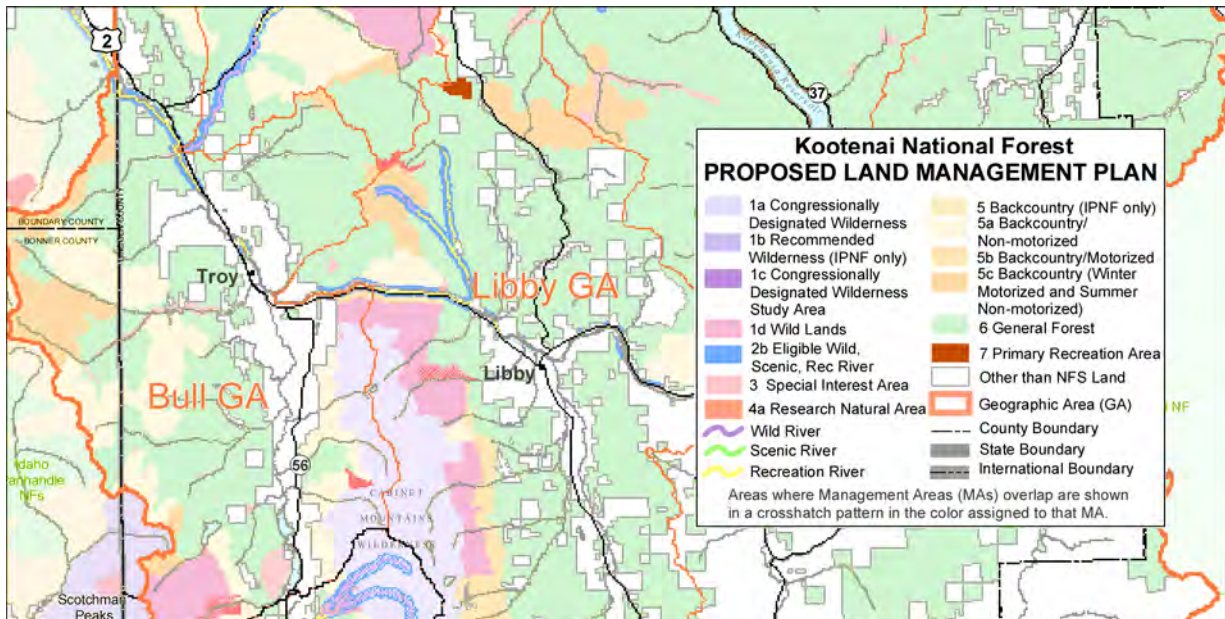 2
Kootenai Reservoir
37
BOUNDARY COUNTY
BONNER COUNTY
Troy
Libby GA
Libby
Bull GA
56
Idaho
anhandle
NFs
CABINET
MOUNTAINS
WILDERNESS
Scotchman
Peaks
NF
Kootenai National Forest
PROPOSED LAND MANAGEMENT PLAN
1a Congressionally
Designated Wilderness
1b Recommended
Wilderness (IPNF only)
1c Congressionally
Designated Wilderness
Study Area
1d Wild Lands
2b Eligible Wild,
Scenic, Rec River
3 Special Interest Area
4a Research Natural Area
Wild River
Scenic River
Recreation River
5 Backcountry (IPNF only)
5a Backcountry/
Non-motorized
5b Backcountry/Motorized
5c Backcountry (Winter
Motorized and Summer
Non-motorized)
6 General Forest
7 Primary Recreation Area
Other than NFS Land
Geographic Area (GA)
County Boundary
State Boundary
International Boundary
Areas where Management Areas (MAs) overlap are shown
in a crosshatch pattern in the color assigned to that MA.